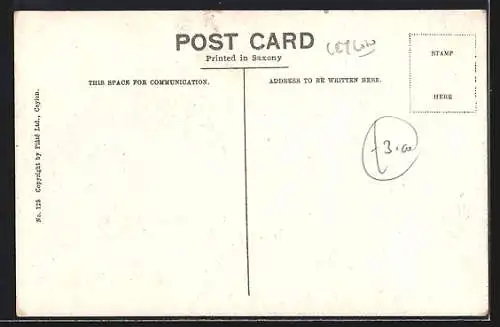 POST CARD
CEYLON
Printed in Saxony
STAMP
HERE
THIS SPACE FOR COMMUNICATION.
ADDRESS TO BE WRITTEN HERE.
No. 125 Copyright by Plâté Ltd., Ceylon.
£3.00